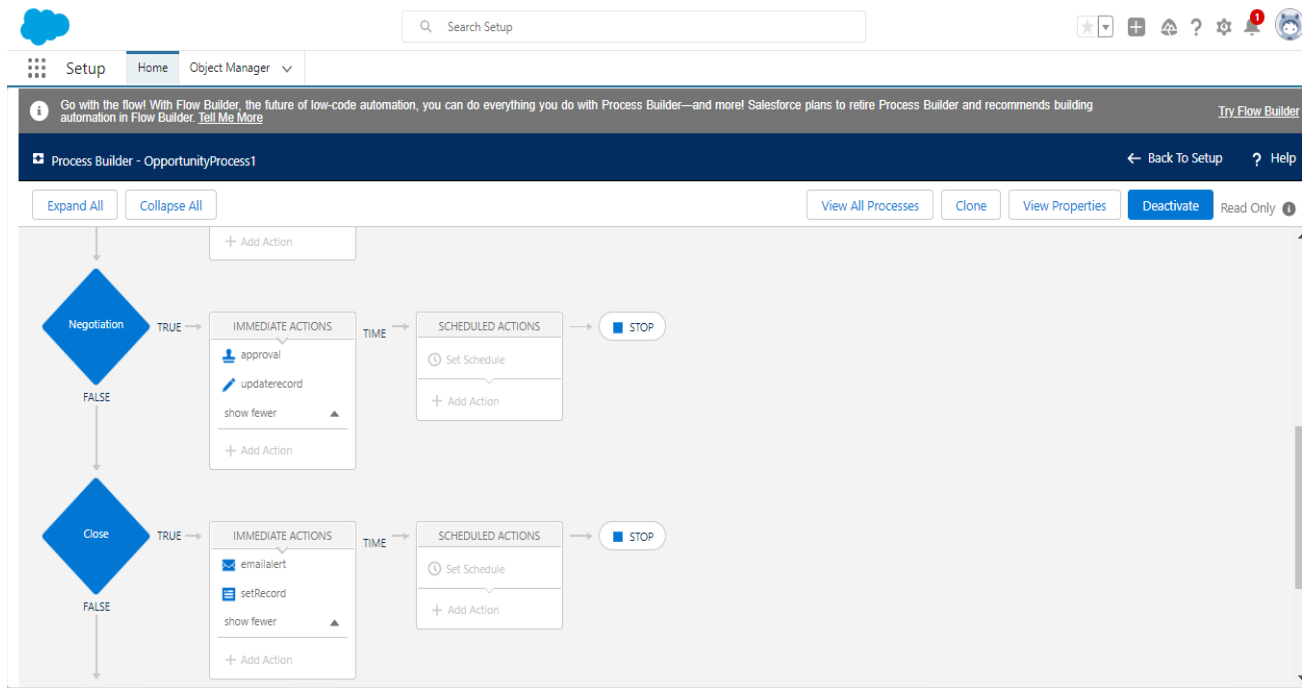 Search Setup
1
Setup
Home
Object Manager
Go with the flow! With Flow Builder, the future of low-code automation, you can do everything you do with Process Builder—and more! Salesforce plans to retire Process Builder and recommends building
automation in Flow Builder. Tell Me More
Try Flow Builder
Process Builder - OpportunityProcess1
Back To Setup
? Help
Expand All
Collapse All
View All Processes
Clone
View Properties
Deactivate
Read Only
+ Add Action
Negotiation
TRUE
IMMEDIATE ACTIONS
TIME
SCHEDULED ACTIONS
STOP
approval
Set Schedule
updaterecord
FALSE
+ Add Action
show fewer
+ Add Action
Close
TRUE
IMMEDIATE ACTIONS
TIME
SCHEDULED ACTIONS
STOP
emailalert
Set Schedule
setRecord
FALSE
+ Add Action
show fewer
+ Add Action